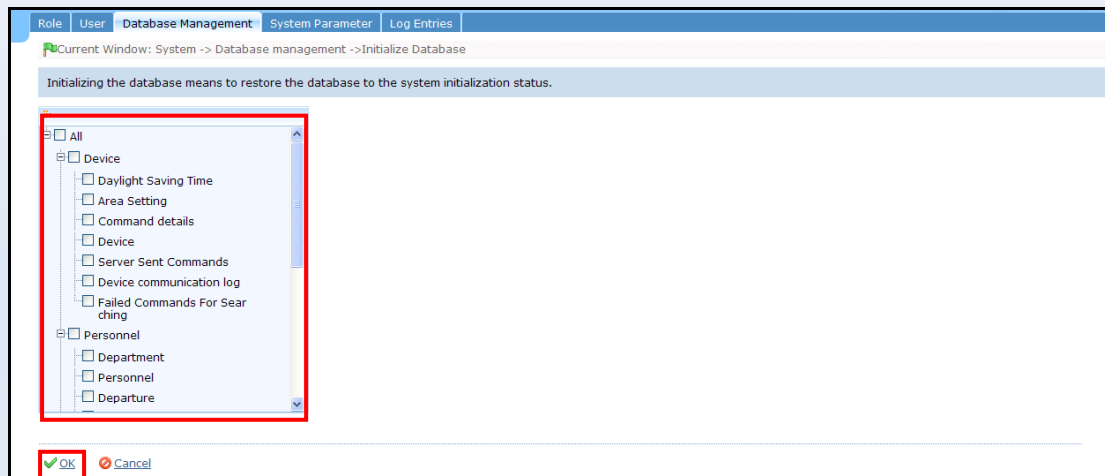 Role User Database Management System Parameter Log Entries
Current Window: System -> Database management ->Initialize Database
Initializing the database means to restore the database to the system initialization status.
All
Device
Daylight Saving Time
Area Setting
Command details
Device
Server Sent Commands
Device communication log
Failed Commands For Sear
ching
Personnel
Department
Personnel
Departure
OK Cancel